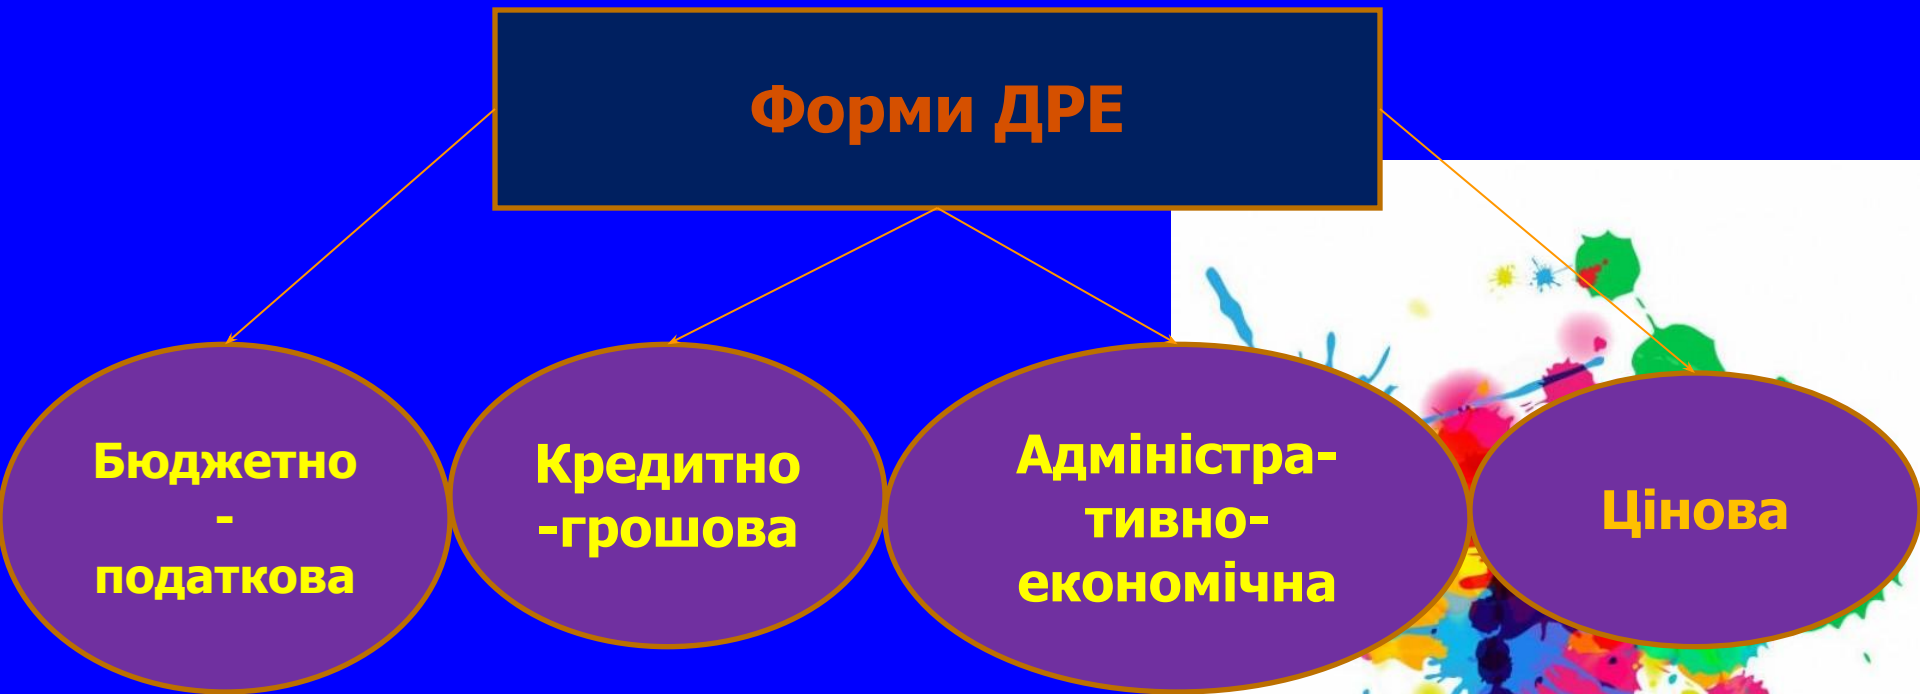 Форми ДРЕ
Бюджетно
-
податкова
Кредитно
-грошова
Адміністра-
тивно-
економічна
Цінова